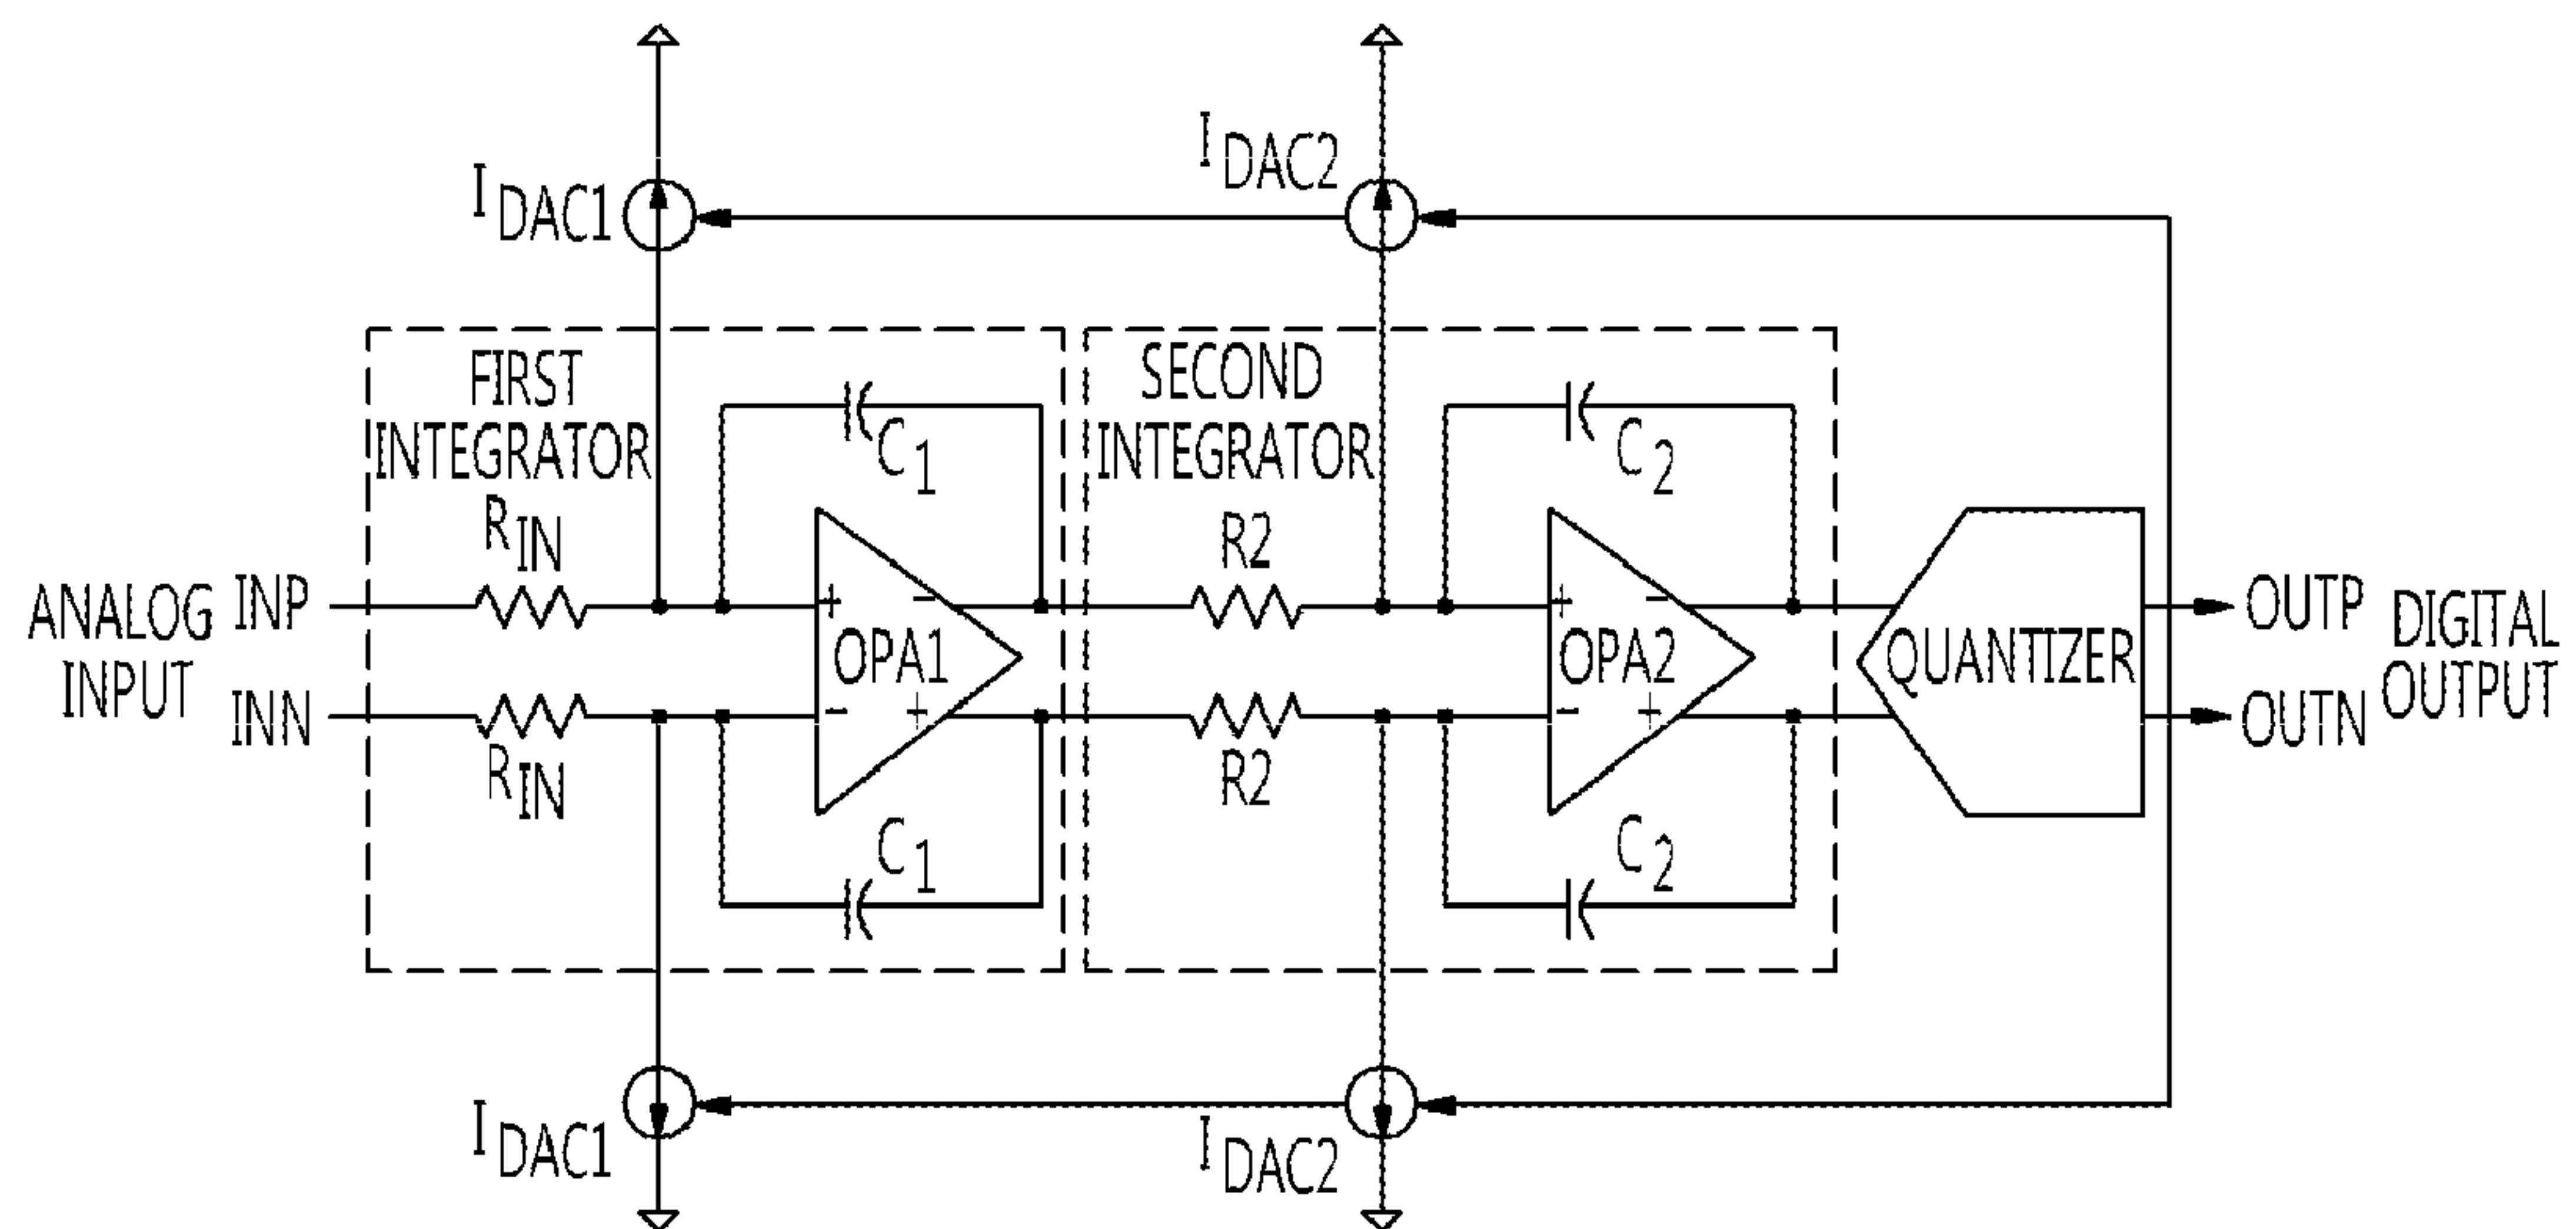 I DAC1
I DAC2
FIRST
INTEGRATOR
SECOND
INTEGRATOR
C1
C2
RIN
R2
ANALOG
INPUT
INP
INN
+
-
OPA1
-
+
+
-
OPA2
-
+
QUANTIZER
OUTP
OUTN
DIGITAL
OUTPUT
RIN
R2
C1
C2
I DAC1
I DAC2